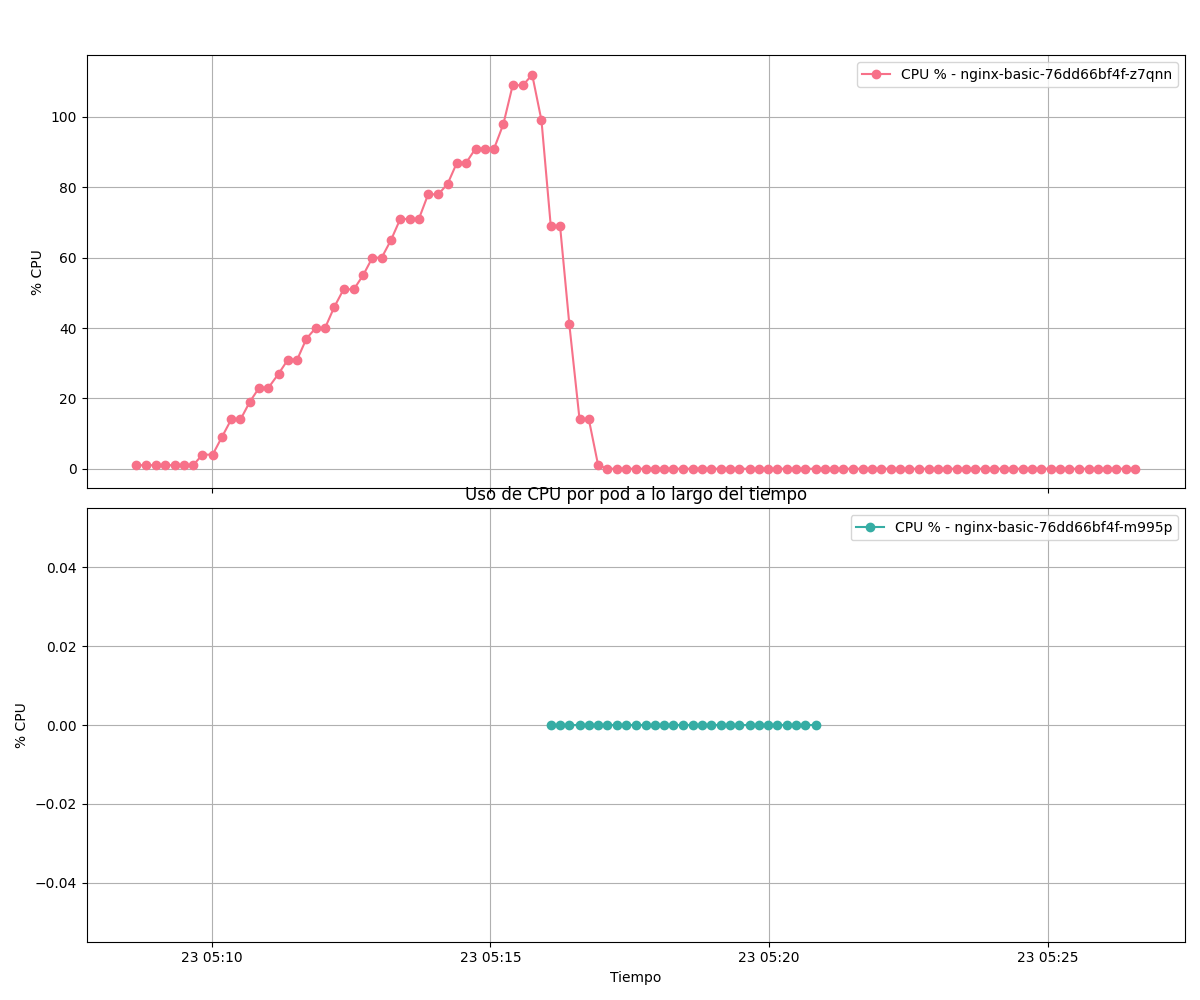 CPU % - nginx-basic-76dd66bf4f-z7qnn
100
80
60
40
20
0
% CPU
Uso de CPU por pod a lo largo del tiempo
CPU % - nginx-basic-76dd66bf4f-m995p
0.04
0.02
0.00
−0.02
−0.04
% CPU
23 05:10
23 05:15
23 05:20
23 05:25
Tiempo